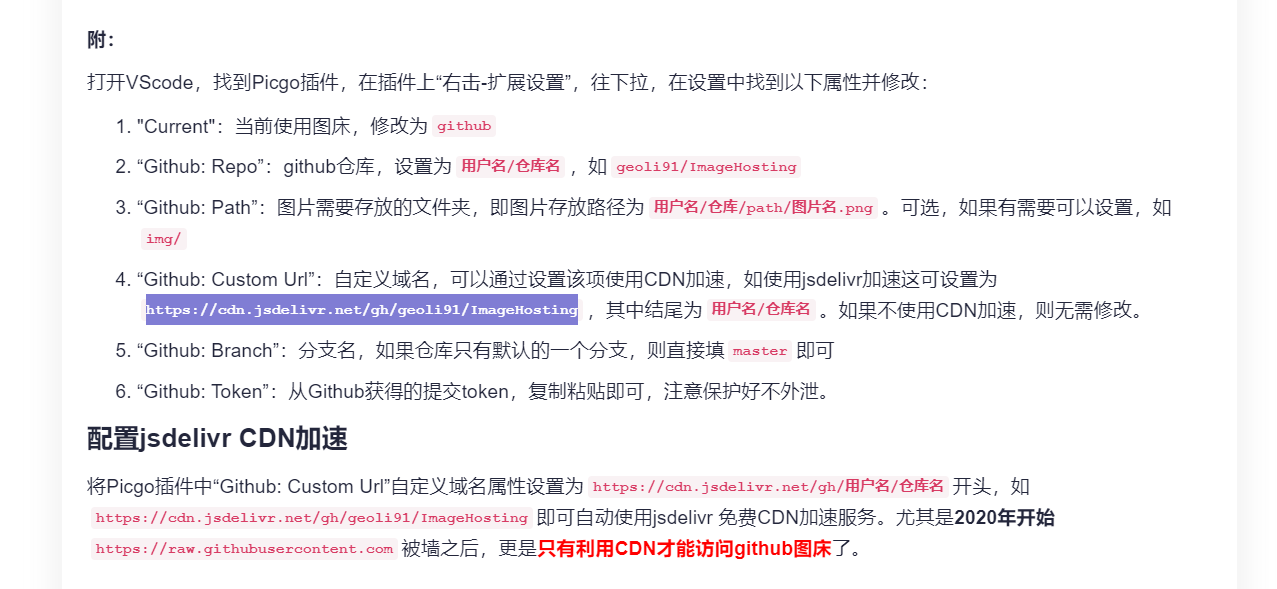 附：
打开VScode，找到Picgo插件，在插件上“右击-扩展设置”，往下拉，在设置中找到以下属性并修改：
1. "Current"：当前使用图床，修改为 github
2. “Github: Repo”：github仓库，设置为 用户名/仓库名 ，如 geoli91/ImageHosting
3. “Github: Path”：图片需要存放的文件夹，即图片存放路径为 用户名/仓库/path/图片名.png 。可选，如果有需要可以设置，如
img/
4. “Github: Custom Url”：自定义域名，可以通过设置该项使用CDN加速，如使用jsdelivr加速这可设置为
https://cdn.jsdelivr.net/gh/geoli91/ImageHosting ，其中结尾为 用户名/仓库名 。如果不使用CDN加速，则无需修改。
5. “Github: Branch”：分支名，如果仓库只有默认的一个分支，则直接填 master 即可
6. “Github: Token”：从Github获得的提交token，复制粘贴即可，注意保护好不外泄。
配置jsdelivr CDN加速
将Picgo插件中“Github: Custom Url”自定义域名属性设置为 https://cdn.jsdelivr.net/gh/用户名/仓库名 开头，如
https://cdn.jsdelivr.net/gh/geoli91/ImageHosting 即可自动使用jsdelivr 免费CDN加速服务。尤其是2020年开始
https://raw.githubusercontent.com 被墙之后，更是只有利用CDN才能访问github图床了。